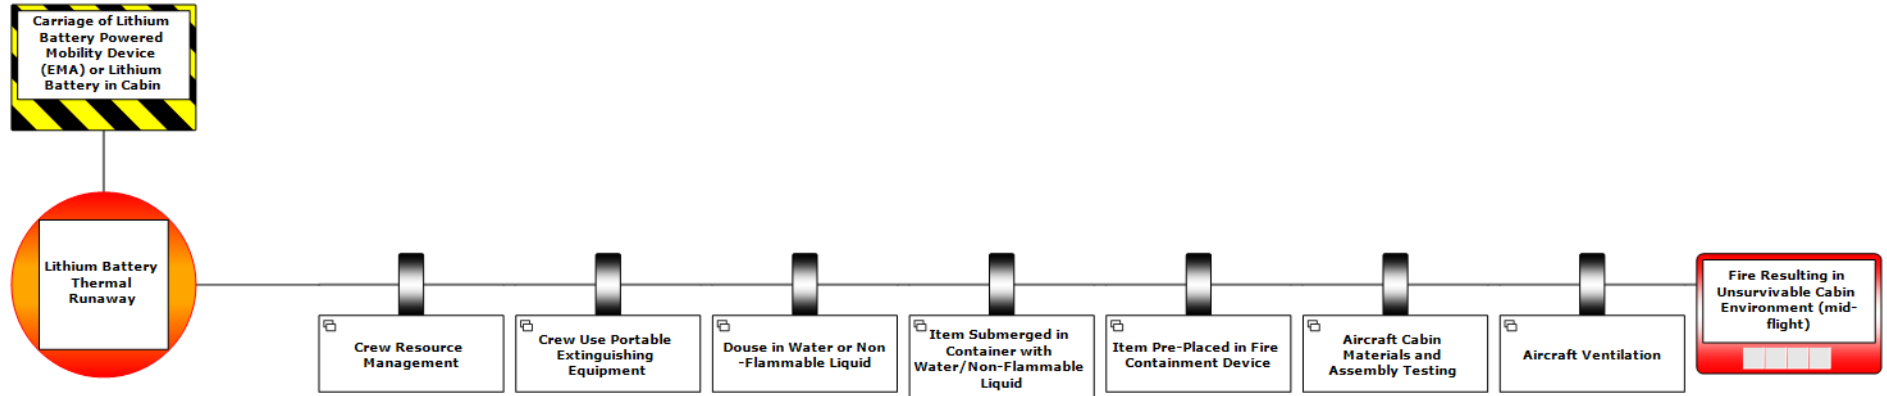 Carriage of Lithium
Battery Powered
Mobility Device
(EMA) or Lithium
Battery in Cabin
Lithium Battery
Thermal
Runaway
Crew Resource
Management
Crew Use Portable
Extinguishing
Equipment
Douse in Water or Non
-Flammable Liquid
Item Submerged in
Container with
Water/Non-Flammable
Liquid
Item Pre-Placed in Fire
Containment Device
Aircraft Cabin
Materials and
Assembly Testing
Aircraft Ventilation
Fire Resulting in
Unsurvivable Cabin
Environment (mid-
flight)